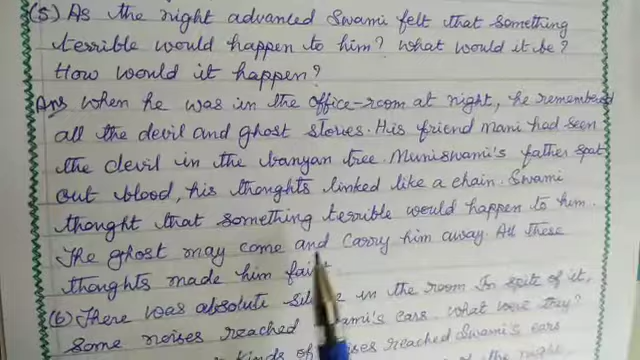 (5) As the night advanced Swami felt that something
terrible would happen to him? What would it be?
How would it happen?
Ans When he was in the office-room at night, he remembered
all the devil and ghost stories. His friend Mani had seen
the devil in the banyan tree. Muniswami's father spat
out blood, his thoughts linked like a chain. Swami
thought that something terrible would happen to him.
The ghost may come and carry him away. All these
thoughts made him
(6) There was absolute in the room In spite of it,
Some noises reached ears. What were they?
kinds of reached Swami's ears
of the night